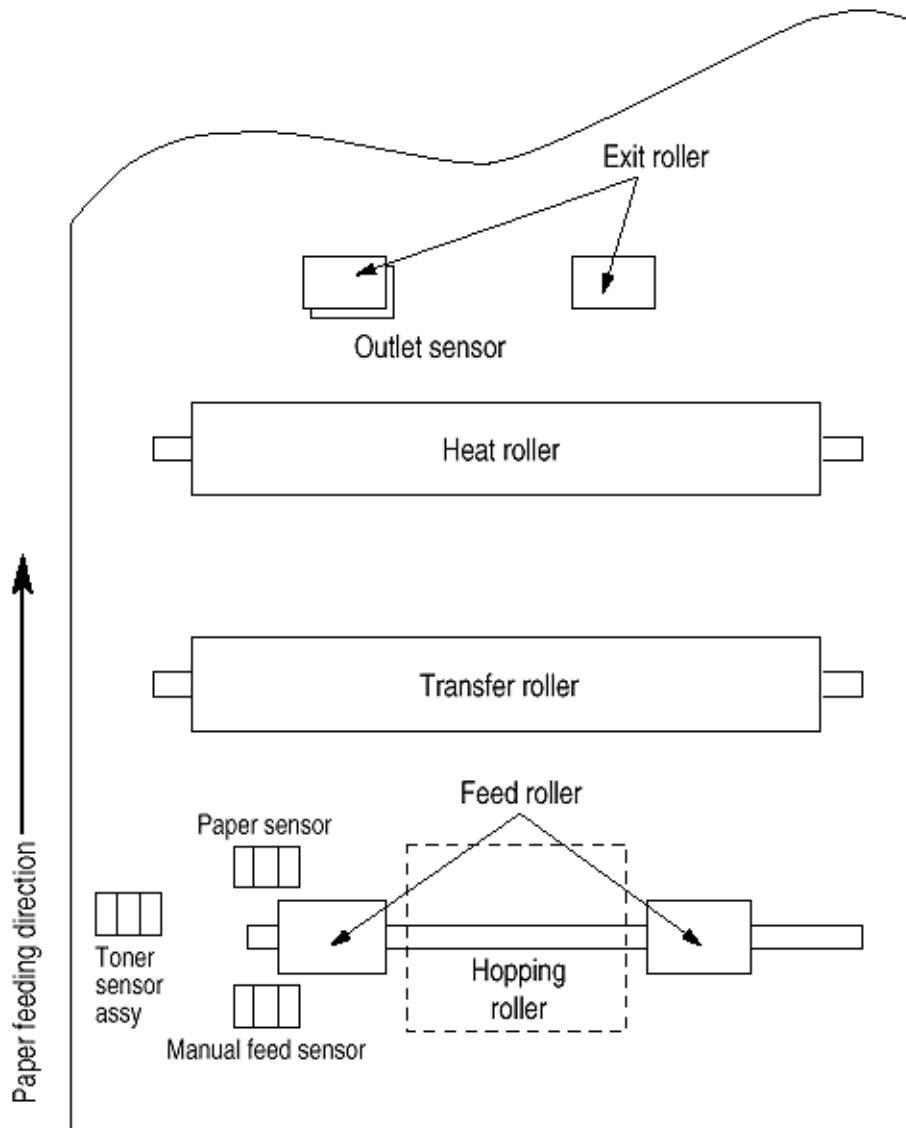 Exit roller
Outlet sensor
Heat roller
Transfer roller
Feed roller
Paper sensor
Toner
sensor
assy
Hopping
roller
Manual feed sensor
Paper feeding direction